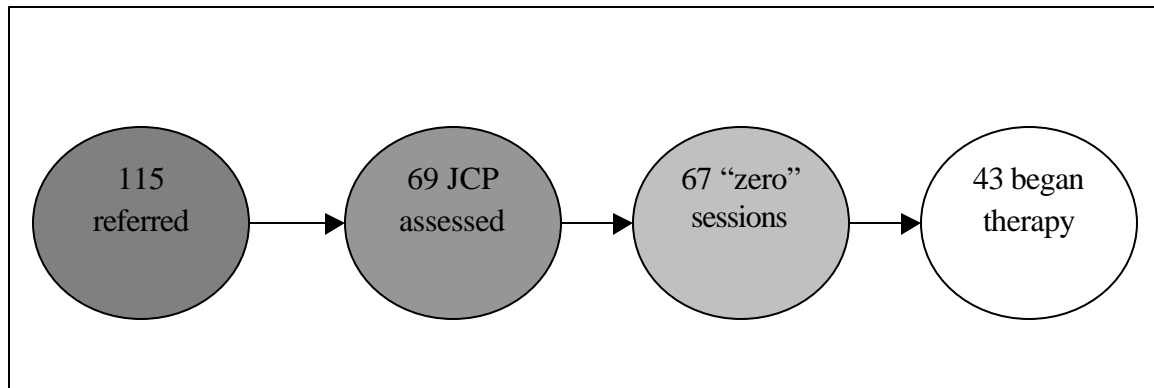 115
referred
69 JCP
assessed
67 “zero”
sessions
43 began
therapy